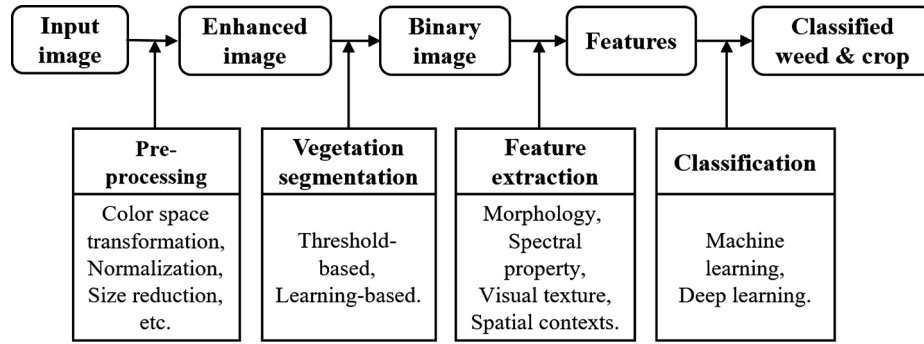 Input
image
Enhanced
image
Binary
image
Features
Classified
weed & crop
Pre-
processing
Color space
transformation,
Normalization,
Size reduction,
etc.
Vegetation
segmentation
Threshold-
based,
Learning-based.
Feature
extraction
Morphology,
Spectral
property,
Visual texture,
Spatial contexts.
Classification
Machine
learning,
Deep learning.